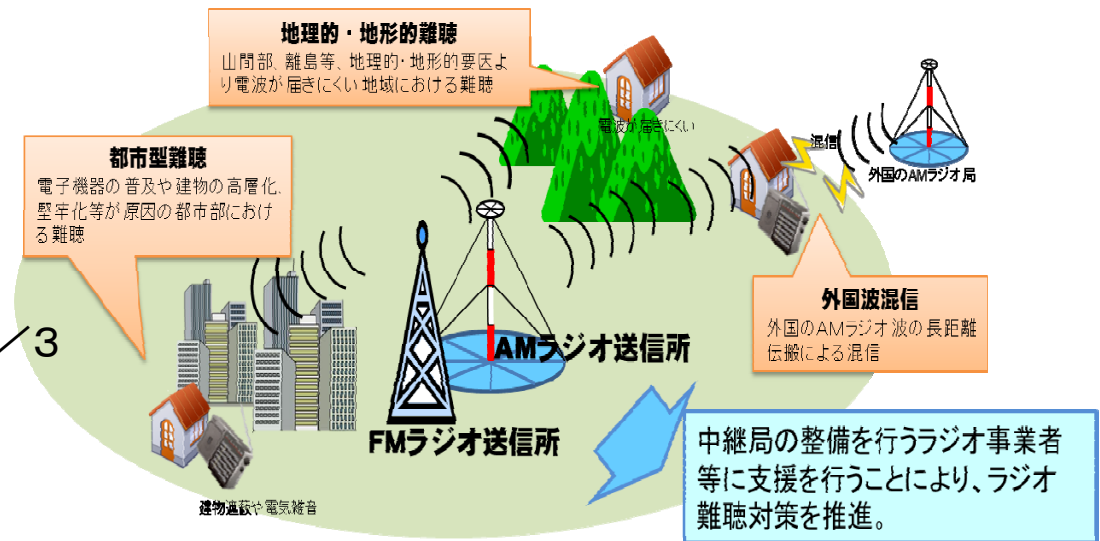 地理的・地形的難聴
山間部、離島等、地理的・地形的要因よ
り電波が届きにくい地域における難聴
電波が届きにくい
混信
外国のAMラジオ局
都市型難聴
電子機器の普及や建物の高層化、
堅牢化等が原因の都市部におけ
る難聴
外国波混信
外国のAMラジオ波の長距離
伝搬による混信
3
AMラジオ送信所
FMラジオ送信所
建物遮蔽や電気雑音
中継局の整備を行うラジオ事業者
等に支援を行うことにより、ラジオ
難聴対策を推進。